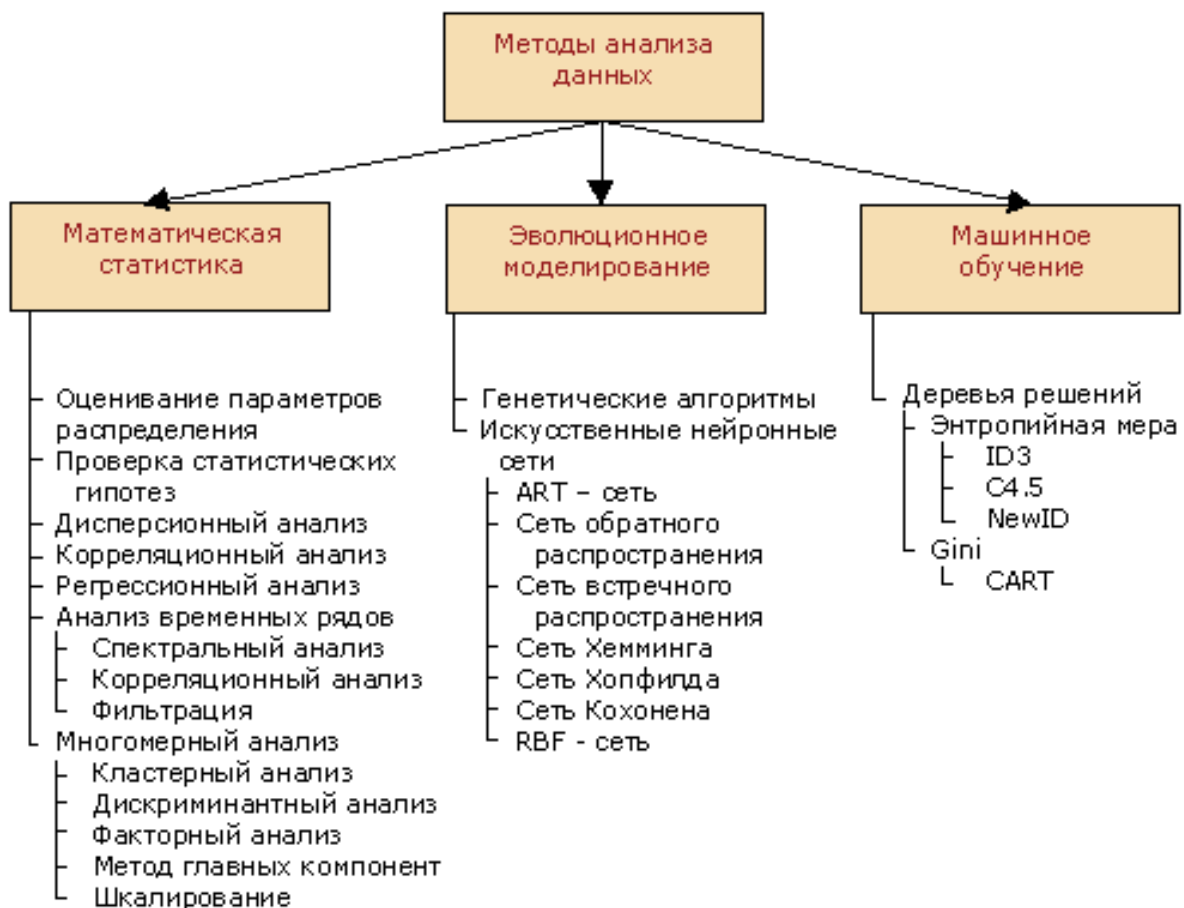 Методы анализа
данных
Математическая
статистика
Оценивание параметров
распределения
Проверка статистических
гипотез
Дисперсионный анализ
Корреляционный анализ
Регрессионный анализ
Анализ временных рядов
Спектральный анализ
Корреляционный анализ
Фильтрация
Многомерный анализ
Кластерный анализ
Дискриминантный анализ
Факторный анализ
Метод главных компонент
Шкалирование
Эволюционное
моделирование
Генетические алгоритмы
Искусственные нейронные
сети
ART – сеть
Сеть обратного
распространения
Сеть встречного
распространения
Сеть Хемминга
Сеть Хопфилда
Сеть Кохонена
RBF - сеть
Машинное
обучение
Деревья решений
Энтропийная мера
ID3
C4.5
NewID
Gini
CART